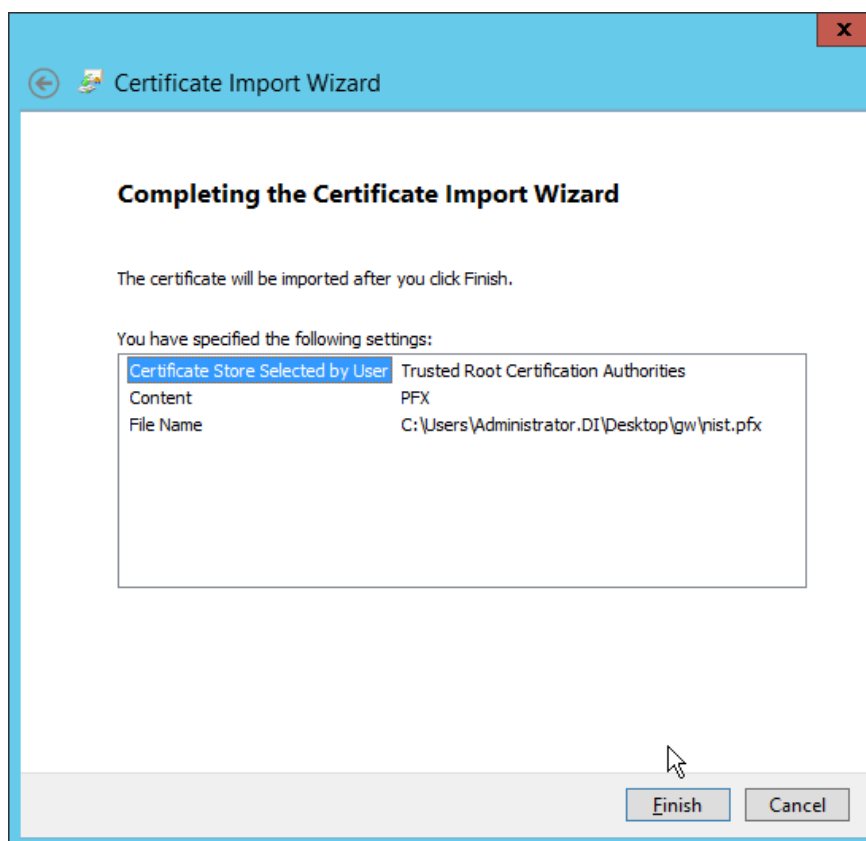 x
Certificate Import Wizard
Completing the Certificate Import Wizard
The certificate will be imported after you click Finish.
You have specified the following settings:
Certificate Store Selected by User Trusted Root Certification Authorities
Content PFX
File Name C:\Users\Administrator.DI\Desktop\gw\nist.pfx
Finish Cancel